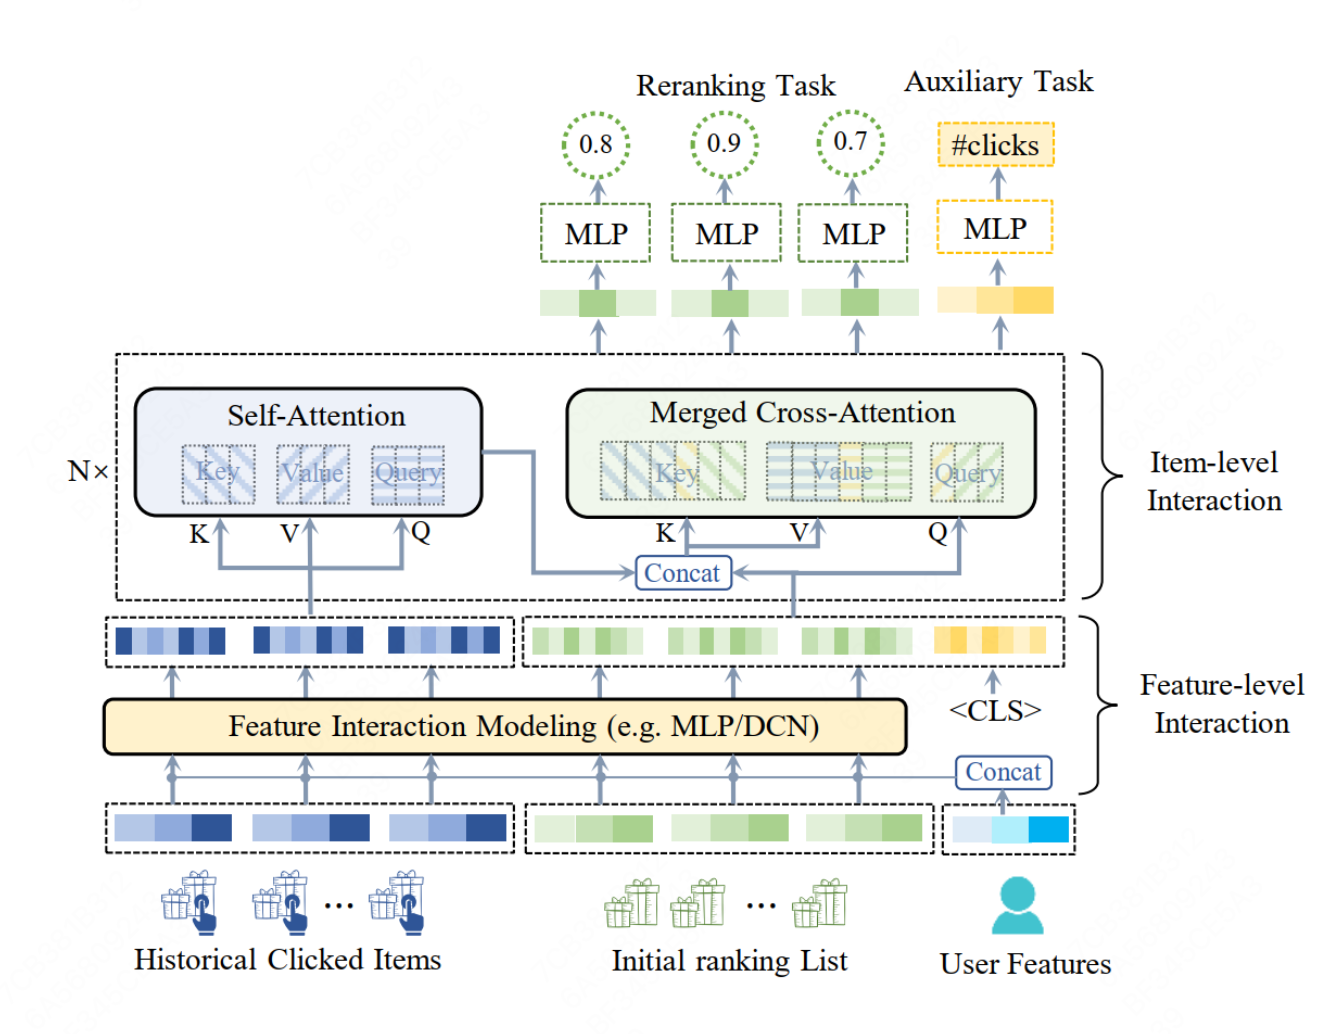 Reranking Task
Auxiliary Task
0.8
0.9
0.7
#clicks
MLP
MLP
MLP
MLP
Self-Attention
Merged Cross-Attention
N×
Key
Value
Query
Key
Value
Query
K
V
Q
K
V
Q
Concat
Item-level
Interaction
<CLS>
Feature Interaction Modeling (e.g. MLP/DCN)
Feature-level
Interaction
Concat
...
...
Historical Clicked Items
Initial ranking List
User Features